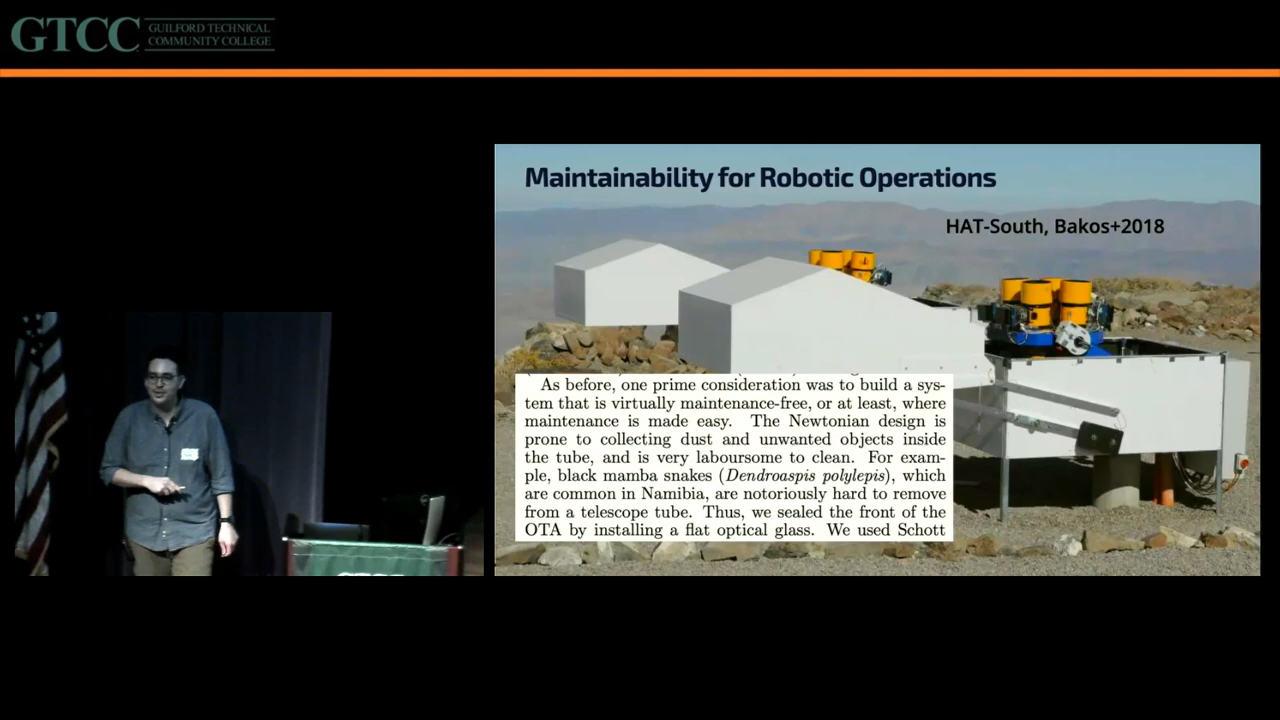 GTCC
GUILFORD TECHNICAL
COMMUNITY COLLEGE
Maintainability for Robotic Operations
HAT-South, Bakos+2018
As before, one prime consideration was to build a sys-
tem that is virtually maintenance-free, or at least, where
maintenance is made easy. The Newtonian design is
prone to collecting dust and unwanted objects inside
the tube, and is very laboursome to clean. For exam-
ple, black mamba snakes (Dendroaspis polylepis), which
are common in Namibia, are notoriously hard to remove
from a telescope tube. Thus, we sealed the front of the
OTA by installing a flat optical glass. We used Schott